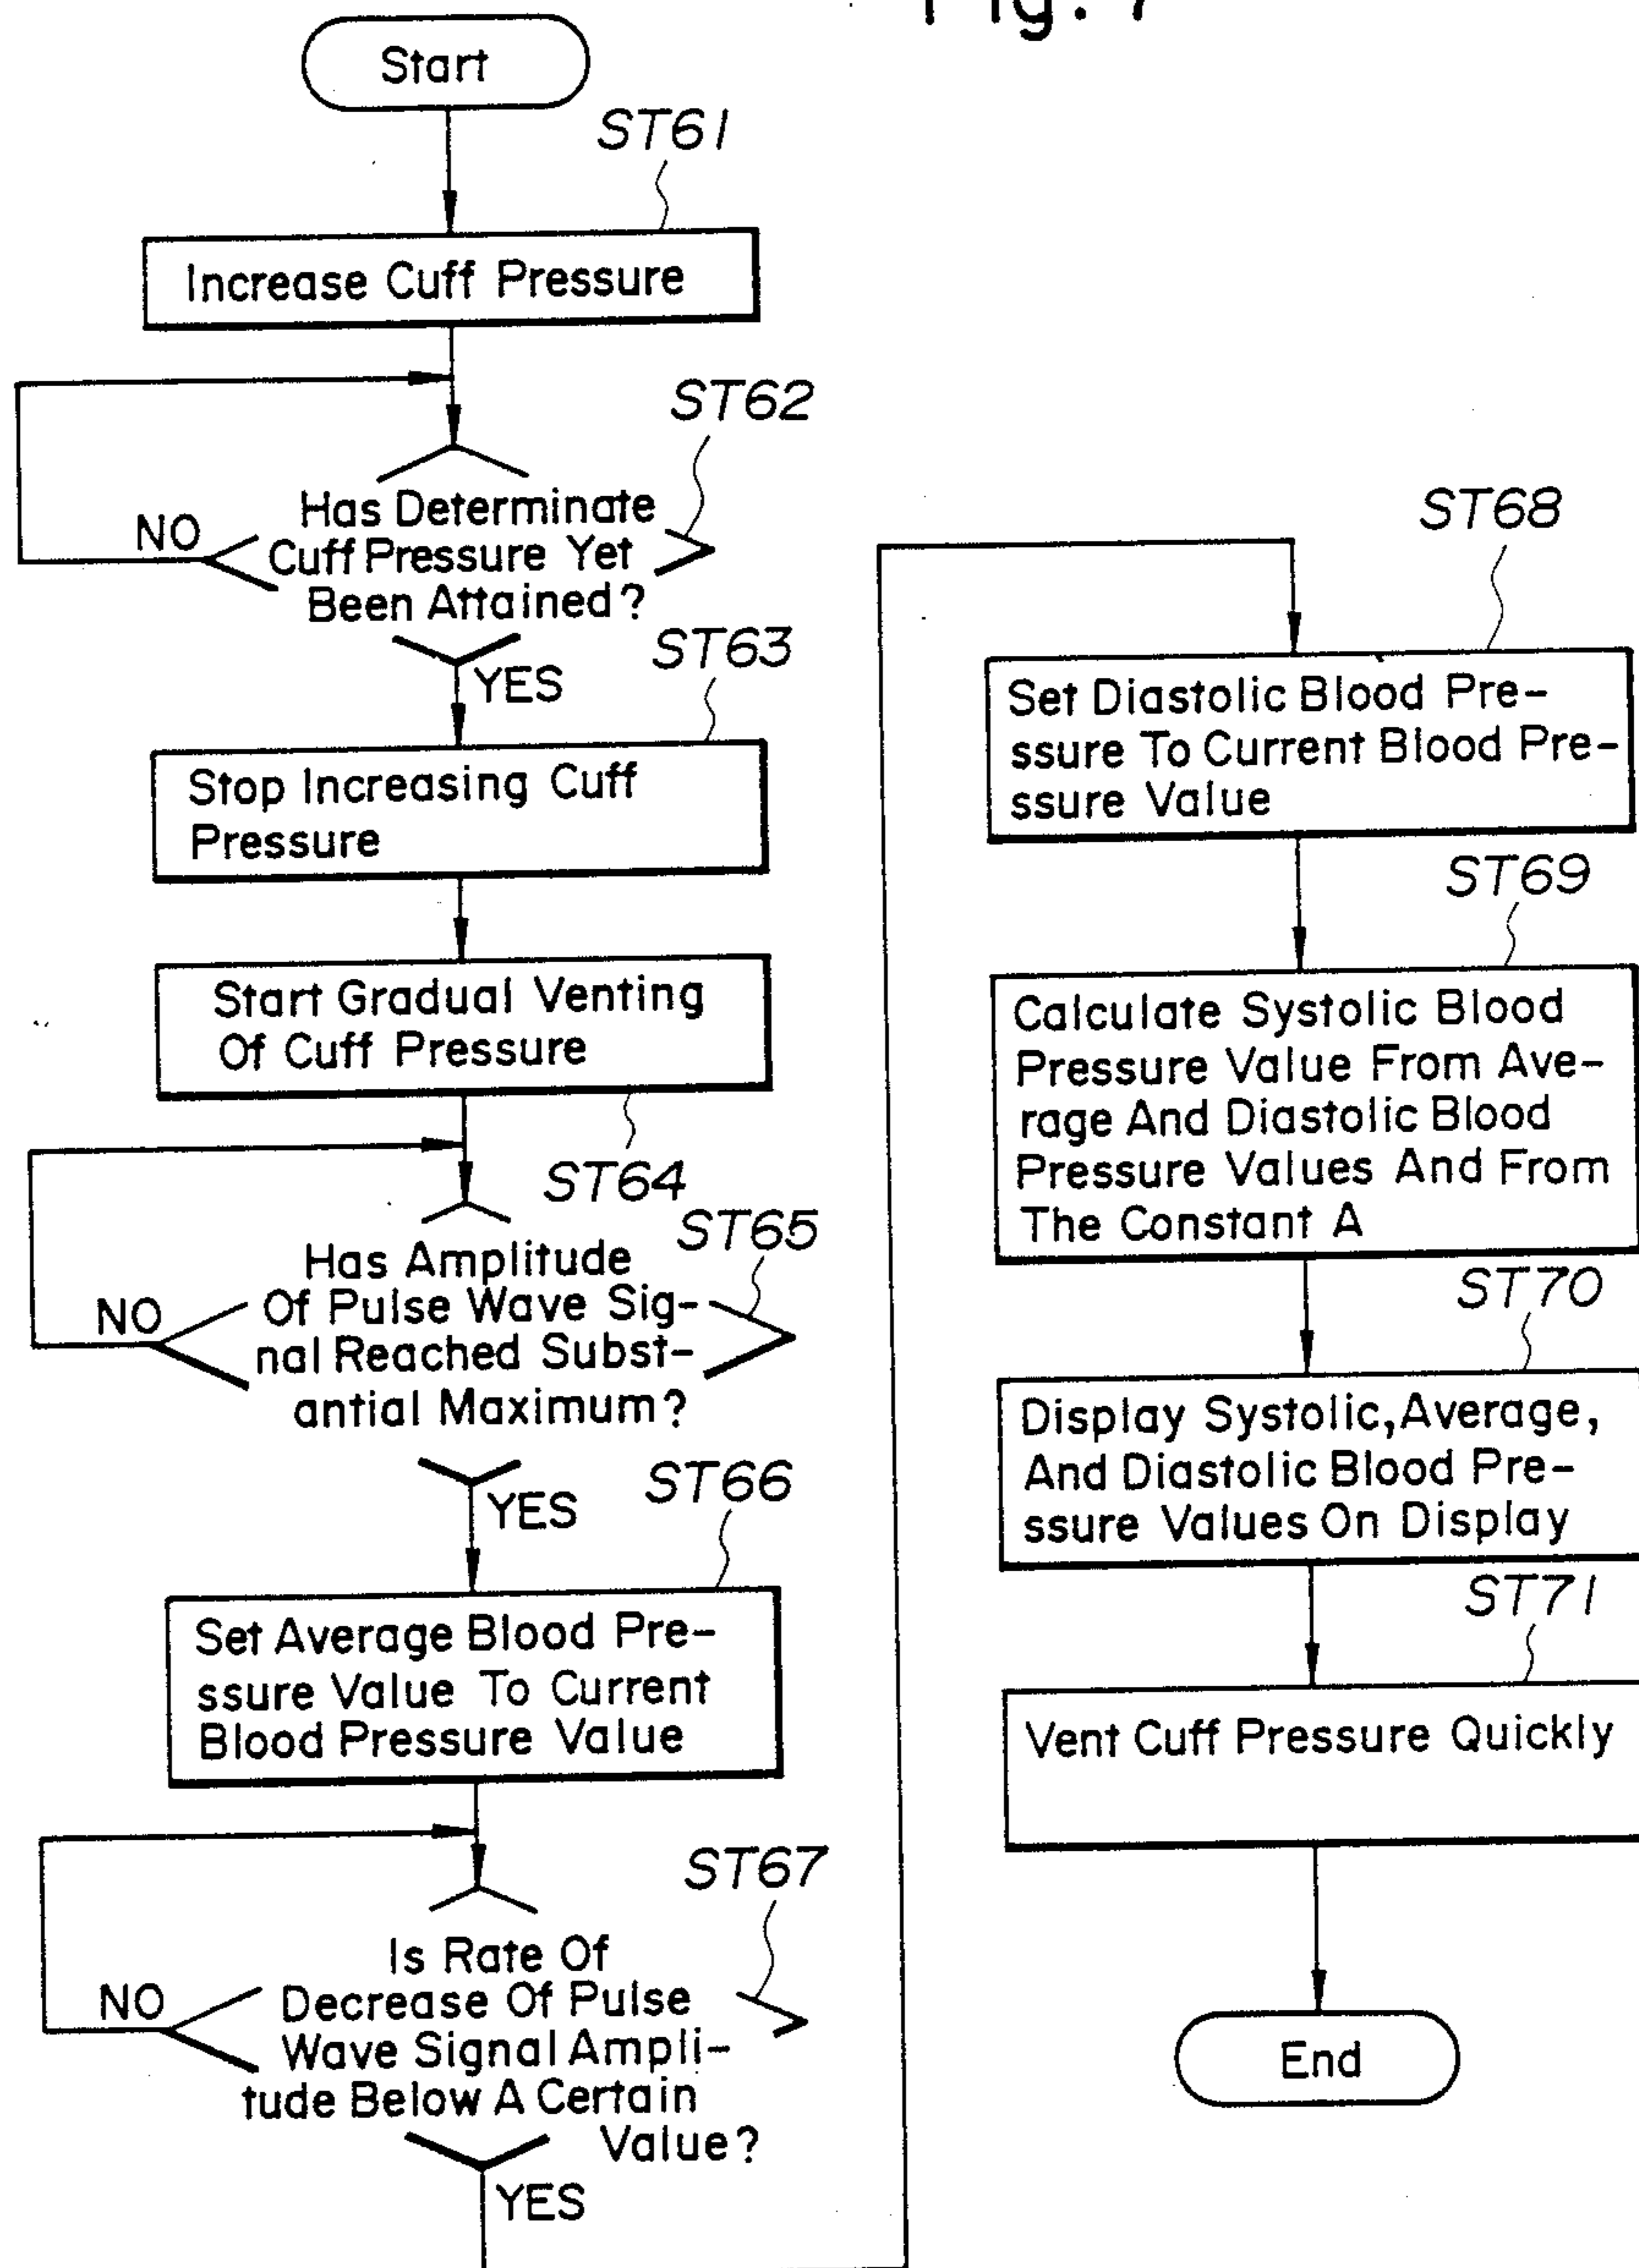 Fig. 7
Start
ST61
Increase Cuff Pressure
ST62
Has Determinate
Cuff Pressure Yet
Been Attained?
NO
YES
ST63
Stop Increasing Cuff
Pressure
Start Gradual Venting
Of Cuff Pressure
ST64
ST65
Has Amplitude
Of Pulse Wave Sig-
nal Reached Subst-
antial Maximum?
NO
YES
ST66
Set Average Blood Pre-
ssure Value To Current
Blood Pressure Value
ST67
Is Rate Of
Decrease Of Pulse
Wave Signal Ampli-
tude Below A Certain
Value?
NO
YES
ST68
Set Diastolic Blood Pre-
ssure To Current Blood Pre-
ssure Value
ST69
Calculate Systolic Blood
Pressure Value From Ave-
rage And Diastolic Blood
Pressure Values And From
The Constant A
ST70
Display Systolic, Average,
And Diastolic Blood Pre-
ssure Values On Display
ST71
Vent Cuff Pressure Quickly
End